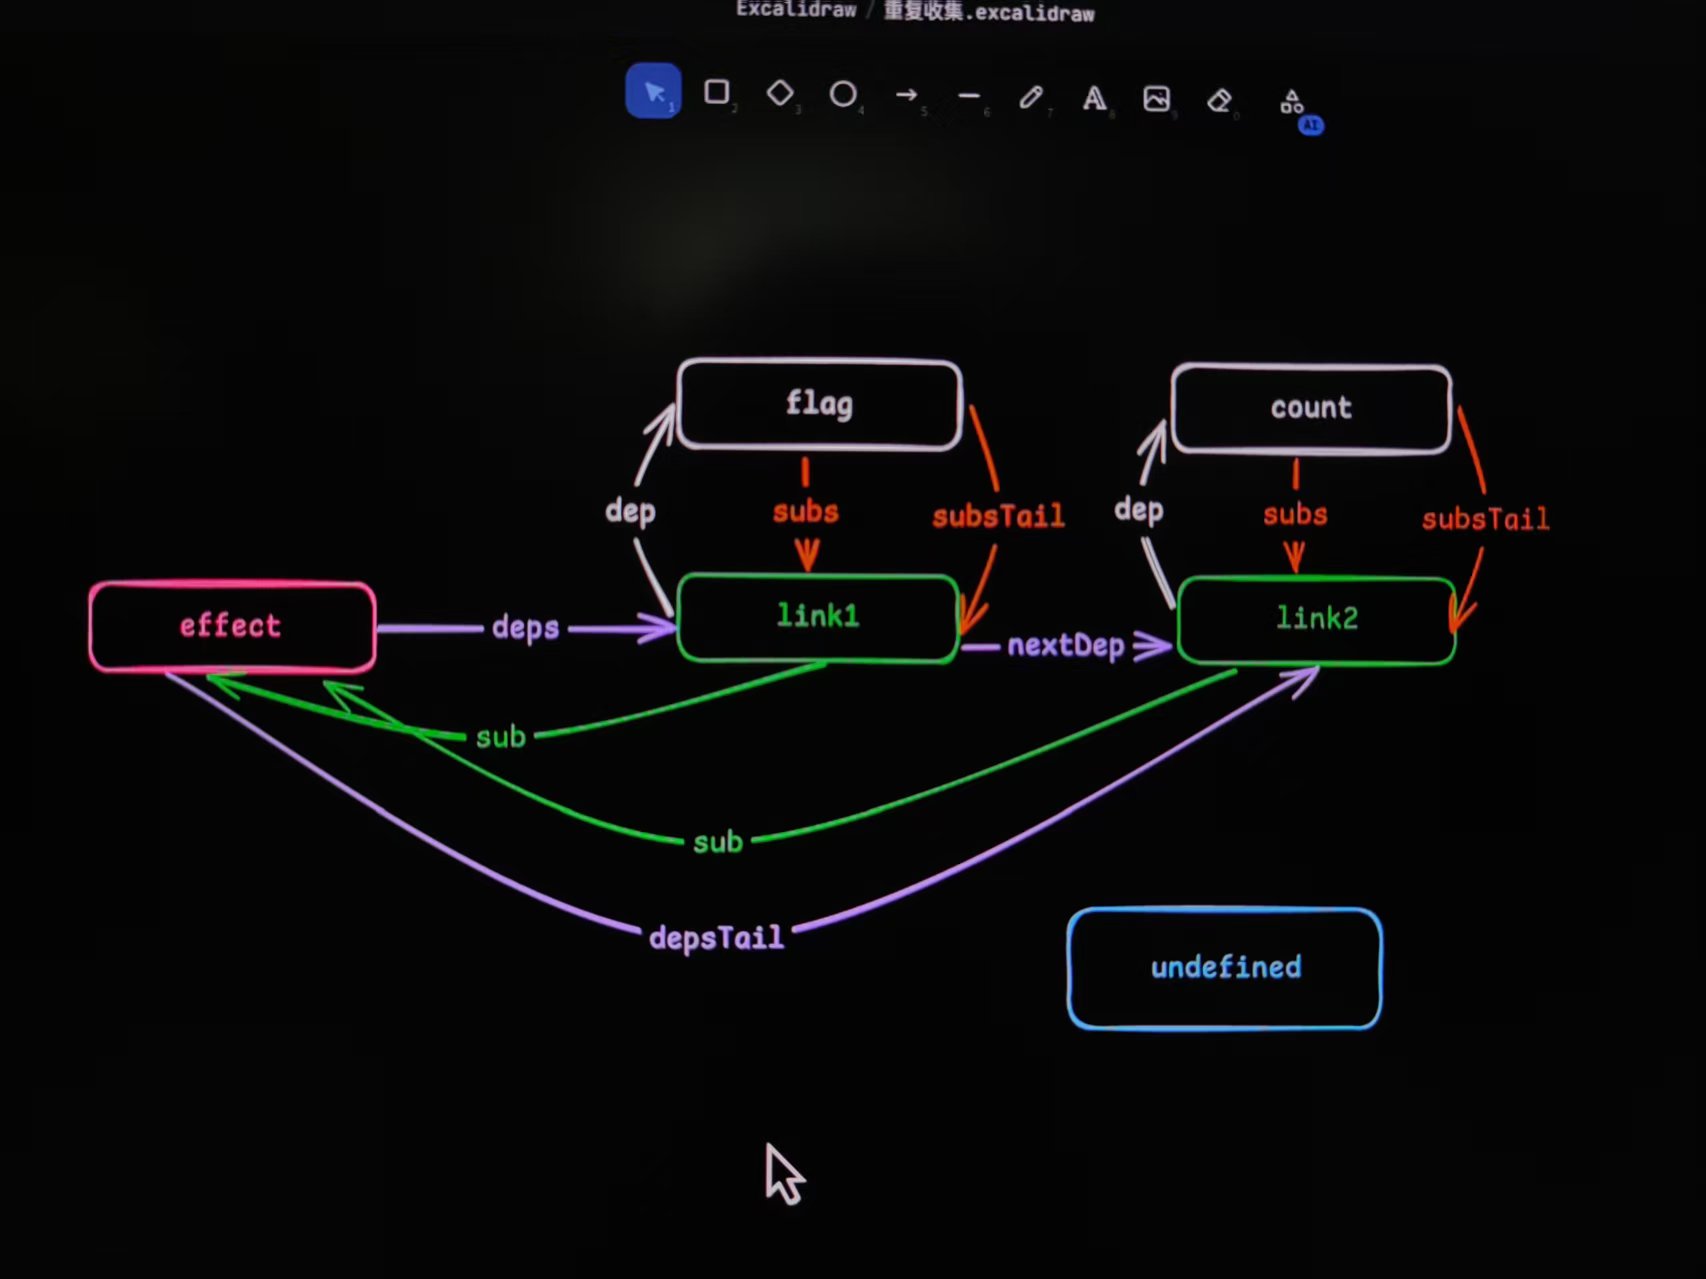 Excalidraw / 重复收集.excalidraw
1 2 3 4 5 6 7 8 9 0
AI
flag
count
dep
subs
subsTail
dep
subs
subsTail
effect
deps
link1
nextDep
link2
sub
sub
depsTail
undefined